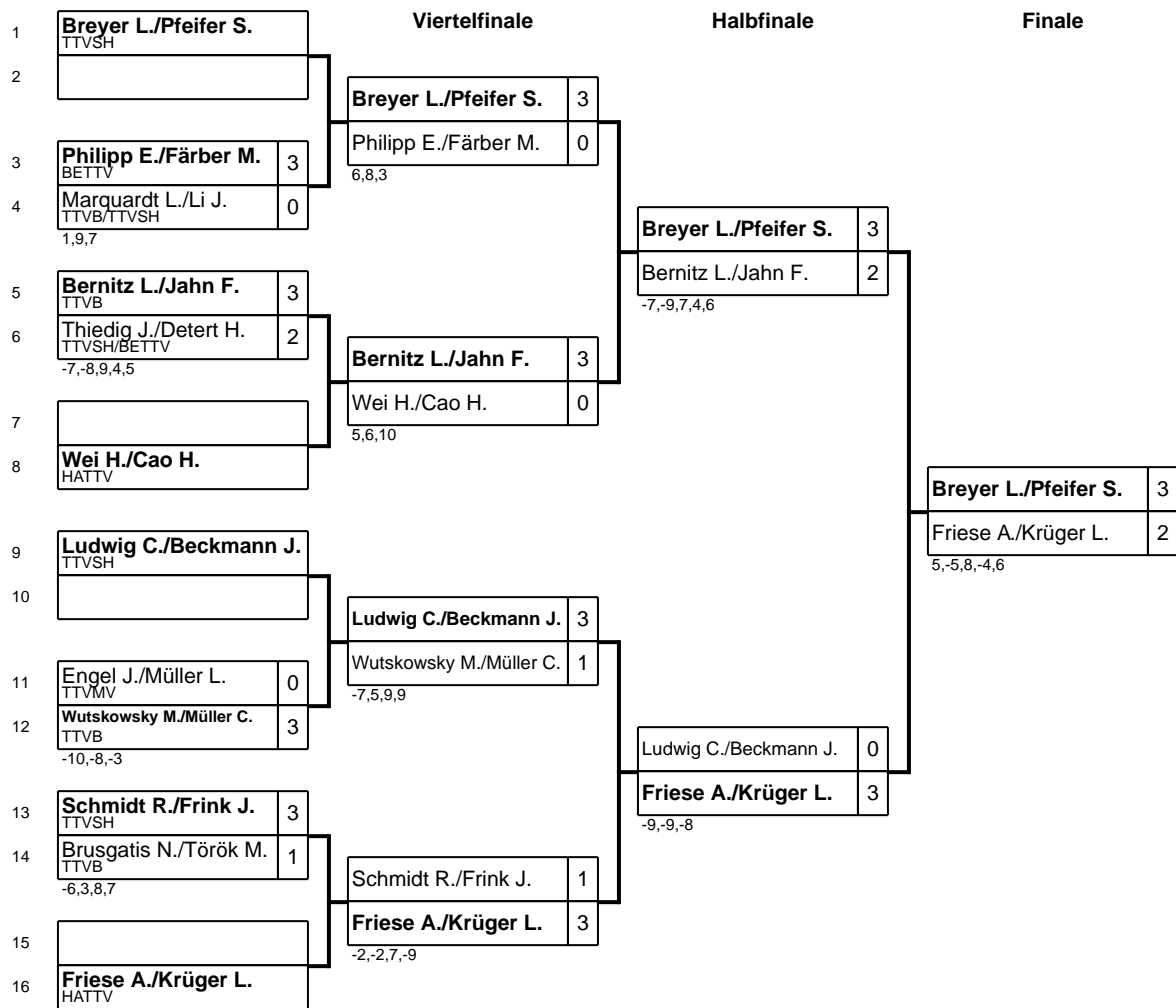 Viertelfinale
Halbfinale
Finale
1
Breyer L./Pfeifer S.
TTVSH
2
3
Philipp E./Färber M.
3
BETTV
4
Marquardt L./Li J.
0
TTVB/TTVSH
1,9,7
5
Bernitz L./Jahn F.
3
TTVB
6
Thiedig J./Detert H.
2
TTVSH/BETTV
-7,-8,9,4,5
7
8
Wei H./Cao H.
HATTV
9
Ludwig C./Beckmann J.
TTVSH
10
11
Engel J./Müller L.
0
TTVMV
12
Wutskowsky M./Müller C.
3
TTVB
-10,-8,-3
13
Schmidt R./Frink J.
3
TTVSH
14
Brusgatis N./Török M.
1
TTVB
-6,3,8,7
15
16
Friese A./Krüger L.
HATTV
Breyer L./Pfeifer S.
3
Philipp E./Färber M.
0
6,8,3
Bernitz L./Jahn F.
3
Wei H./Cao H.
0
5,6,10
Ludwig C./Beckmann J.
3
Wutskowsky M./Müller C.
1
-7,5,9,9
Schmidt R./Frink J.
1
Friese A./Krüger L.
3
-2,-2,7,-9
Breyer L./Pfeifer S.
3
Bernitz L./Jahn F.
2
-7,-9,7,4,6
Ludwig C./Beckmann J.
0
Friese A./Krüger L.
3
-9,-9,-8
Breyer L./Pfeifer S.
3
Friese A./Krüger L.
2
5,-5,8,-4,6